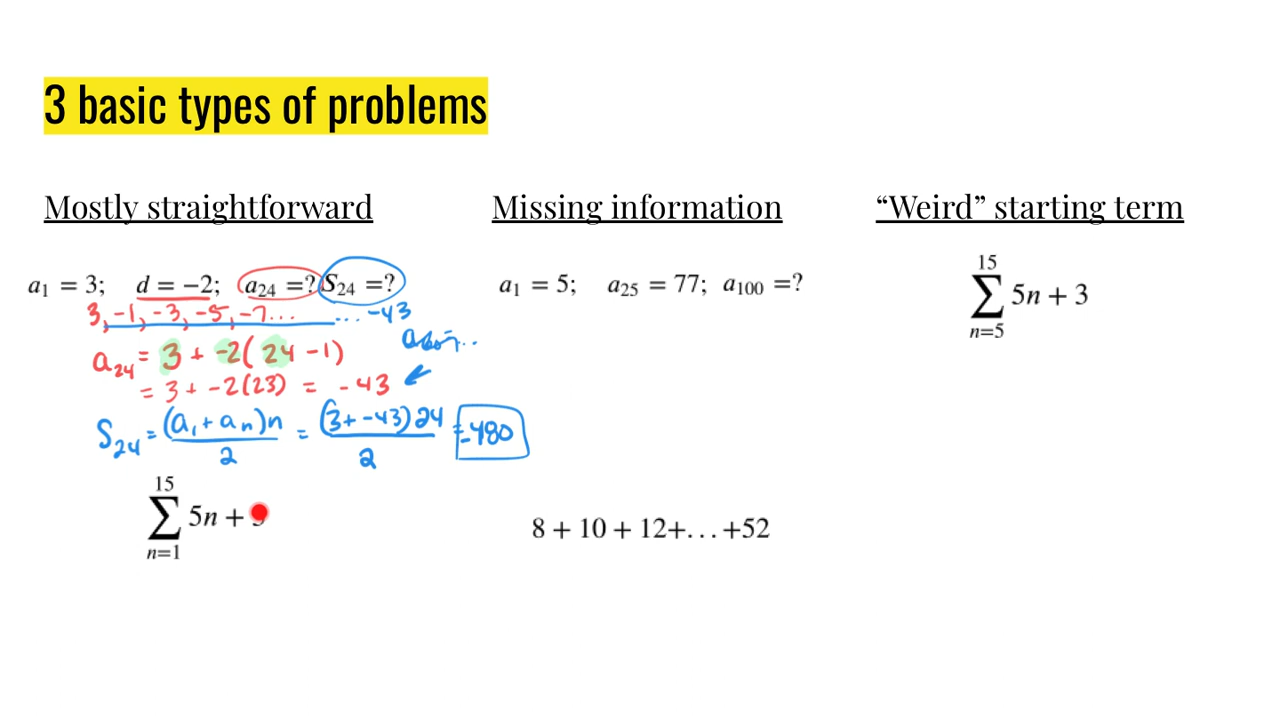 3 basic types of problems
Mostly straightforward
a₁ = 3; d = −2; a₂₄ =? S₂₄ =?
3, -1, -3, -5, -7... ... -43
a₂₄ = 3 + -2(24 -1)
= 3 + -2(23) = -43
S₂₄ = (a₁ + aₙ)n / 2 = (3 + -43)24 / 2 = -480
15
∑ 5n +
n=1
Missing information
a₁ = 5; a₂₅ = 77; a₁₀₀ =?
8 + 10 + 12+. . . +52
“Weird” starting term
15
∑ 5n + 3
n=5